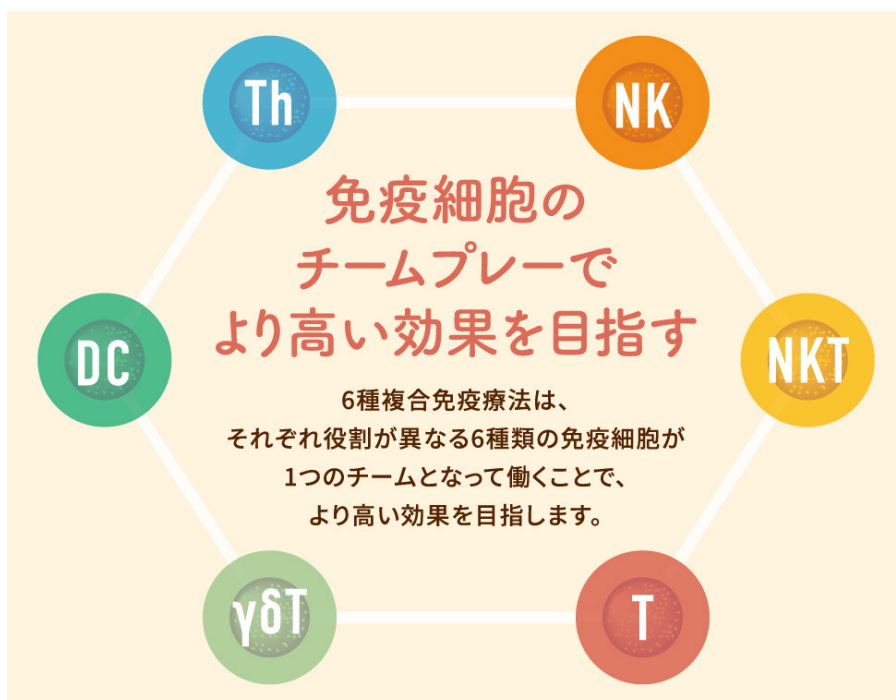 Th
NK
免疫細胞の
チームプレーで
より高い効果を目指す
DC
NKT
6種複合免疫療法は、
それぞれ役割が異なる6種類の免疫細胞が
1つのチームとなって働くことで、
より高い効果を目指します。
γδT
T